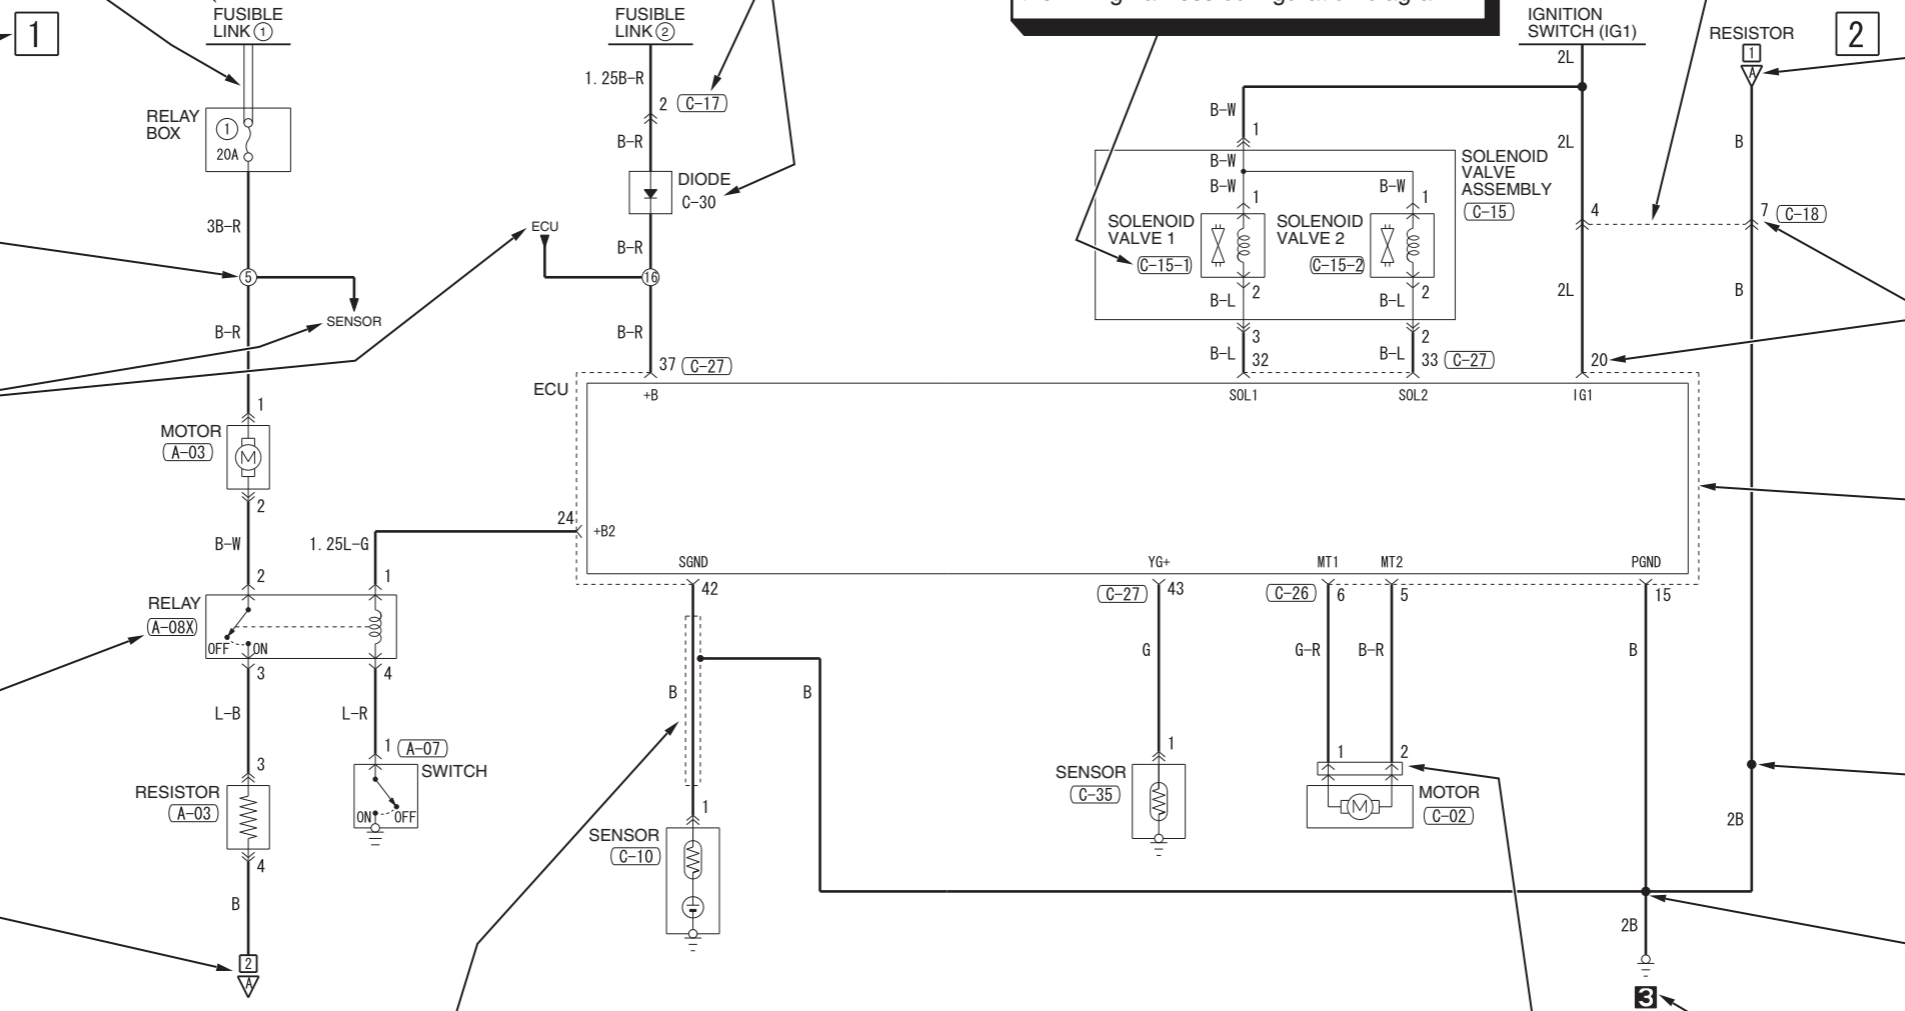 1
FUSIBLE
LINK ①
FUSIBLE
LINK ②
IGNITION
SWITCH (IG1)
RESISTOR
2
1
A
2L
1.25B-R
2 C-17
RELAY
BOX
①
20A
B-W
1
B-R
2L
B
B-W
SOLENOID
VALVE
ASSEMBLY
C-15
DIODE
C-30
B-W
1
B-W
1
4
7 C-18
3B-R
ECU
SOLENOID
VALVE 1
C-15-1
SOLENOID
VALVE 2
C-15-2
B-R
5
16
2
2
2L
B
B-L
B-L
SENSOR
B-R
B-R
3
2
B-L
32
B-L
33 C-27
20
37 C-27
ECU
+B
SOL1
SOL2
IG1
1
MOTOR
A-03
M
2
24
+B2
B-W
1.25L-G
SGND
YG+
MT1
MT2
PGND
2
1
42
C-27 43
C-26 6
5
15
RELAY
A-08X
OFF
ON
3
4
G
G-R
B-R
B
B
B
L-B
L-R
1 A-07
SWITCH
ON
OFF
1
1
2
3
RESISTOR
A-03
SENSOR
C-35
MOTOR
C-02
M
1
2B
SENSOR
C-10
4
B
2B
2
A
3